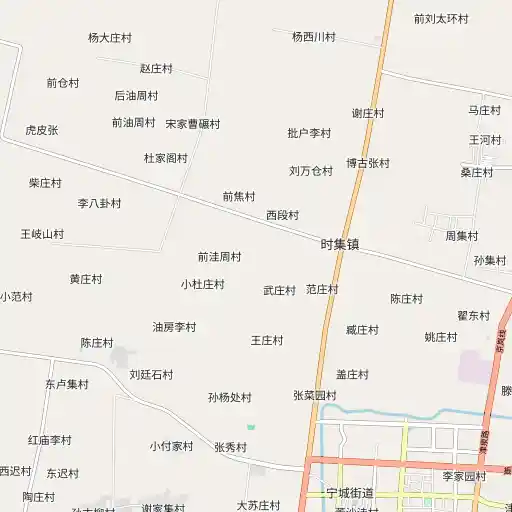 前刘太环村
杨大庄村
杨西川村
赵庄村
前仓村
后油周村
马庄村
谢庄村
前油周村
宋家曹碾村
虎皮张
批户李村
王河村
杜家阁村
博古张村
刘万仓村
桑庄村
柴庄村
前焦村
李八卦村
西段村
王岐山村
周集村
时集镇
前洼周村
孙集村
黄庄村
小杜庄村
武庄村
范庄村
小范村
陈庄村
翟东村
油房李村
臧庄村
姚庄村
王庄村
陈庄村
京岚线
刘廷石村
盖庄村
东卢集村
孙杨处村
张菜园村
滕
红庙李村
小付家村
张秀村
西迟村
东迟村
李家园村
陶庄村
宁城街道
大苏庄村
谢家集村